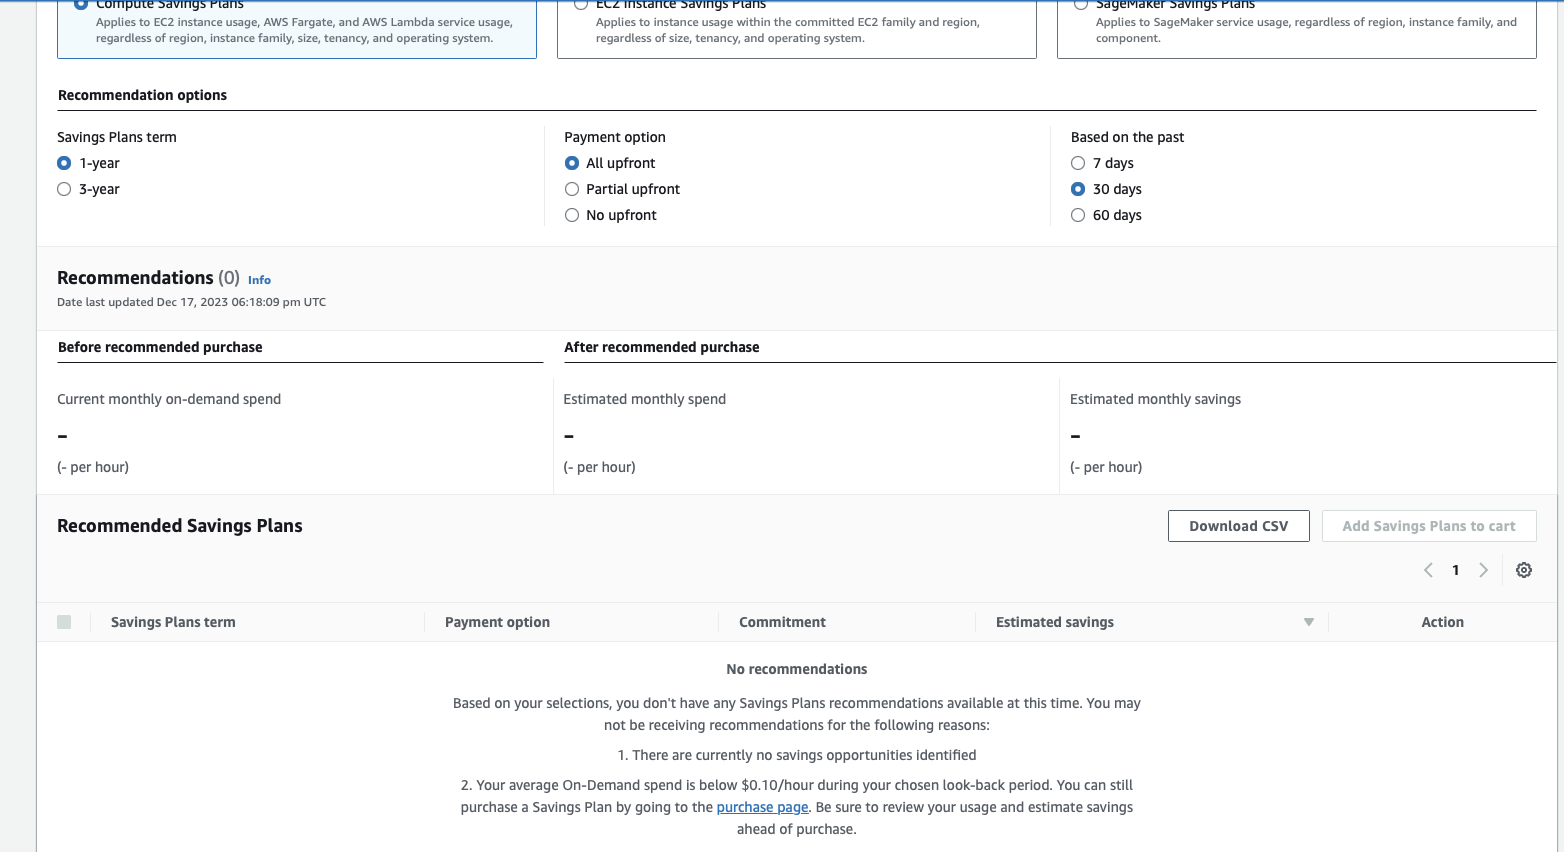 Compute Savings Plans
Applies to EC2 instance usage, AWS Fargate, and AWS Lambda service usage,
regardless of region, instance family, size, tenancy, and operating system.
EC2 Instance Savings Plans
Applies to instance usage within the committed EC2 family and region,
regardless of size, tenancy, and operating system.
SageMaker Savings Plans
Applies to SageMaker service usage, regardless of region, instance family, and
component.
Recommendation options
Savings Plans term
1-year
3-year
Payment option
All upfront
Partial upfront
No upfront
Based on the past
7 days
30 days
60 days
Recommendations (0) Info
Date last updated Dec 17, 2023 06:18:09 pm UTC
Before recommended purchase
After recommended purchase
Current monthly on-demand spend
–
(- per hour)
Estimated monthly spend
–
(- per hour)
Estimated monthly savings
–
(- per hour)
Recommended Savings Plans
Download CSV
Add Savings Plans to cart
1
Savings Plans term
Payment option
Commitment
Estimated savings
Action
No recommendations
Based on your selections, you don't have any Savings Plans recommendations available at this time. You may
not be receiving recommendations for the following reasons:
1. There are currently no savings opportunities identified
2. Your average On-Demand spend is below $0.10/hour during your chosen look-back period. You can still
purchase a Savings Plan by going to the purchase page. Be sure to review your usage and estimate savings
ahead of purchase.